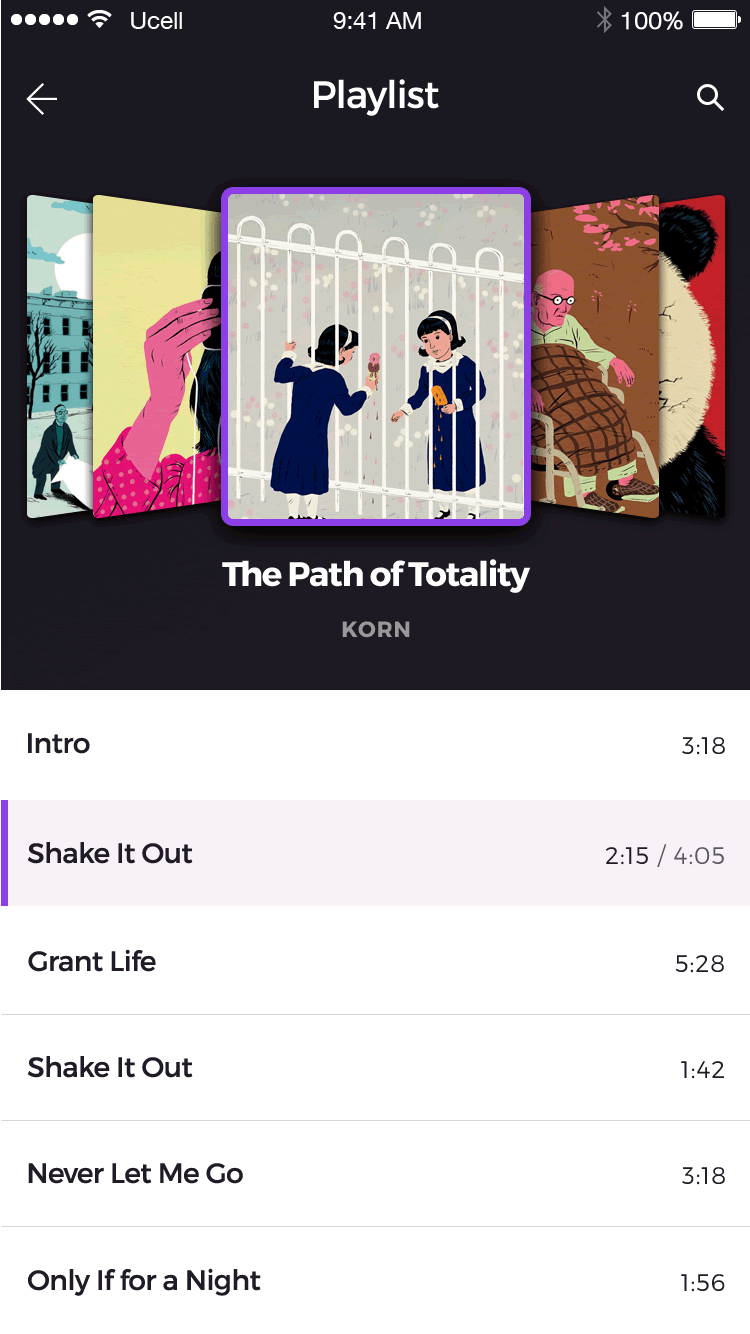 Ucell 9:41 AM 100%
Playlist
The Path of Totality
KORN
Intro 3:18
Shake It Out 2:15 / 4:05
Grant Life 5:28
Shake It Out 1:42
Never Let Me Go 3:18
Only If for a Night 1:56